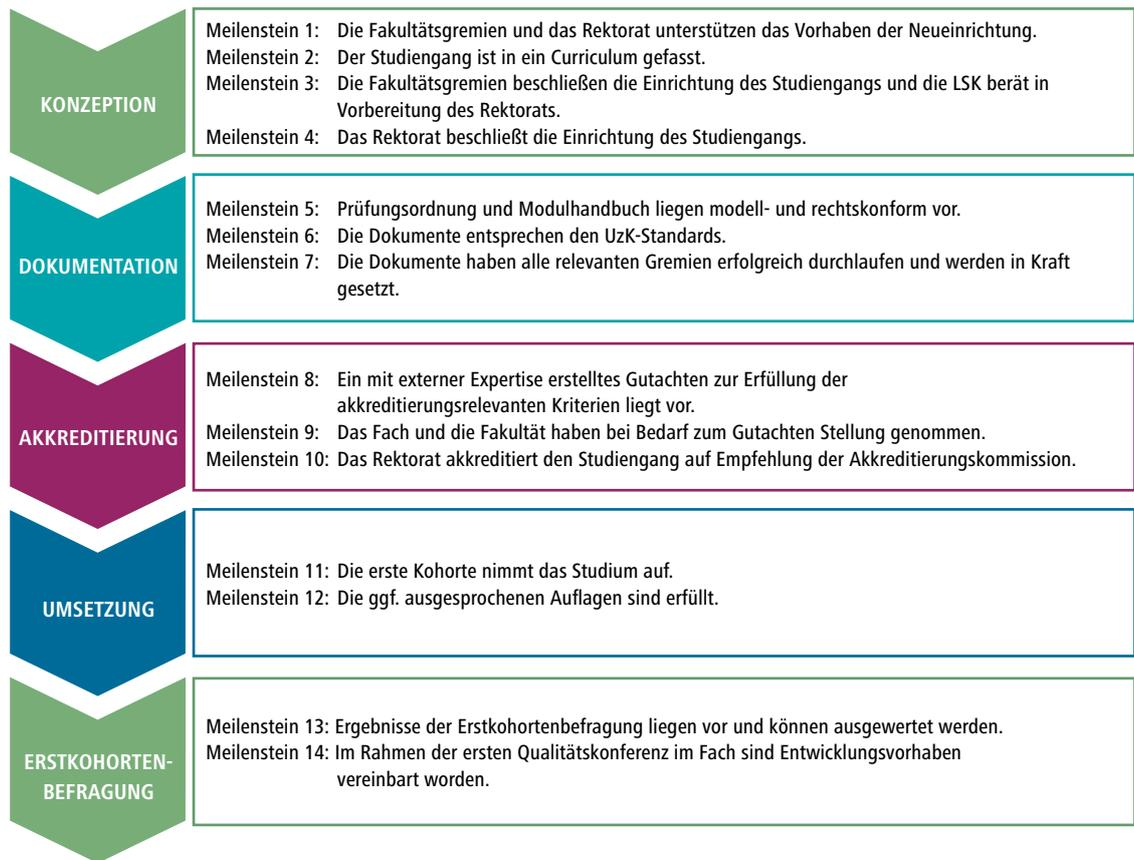 KONZEPTION
Meilenstein 1: Die Fakultätsgremien und das Rektorat unterstützen das Vorhaben der Neueinrichtung.
Meilenstein 2: Der Studiengang ist in ein Curriculum gefasst.
Meilenstein 3: Die Fakultätsgremien beschließen die Einrichtung des Studiengangs und die LSK berät in
Vorbereitung des Rektorats.
Meilenstein 4: Das Rektorat beschließt die Einrichtung des Studiengangs.
DOKUMENTATION
Meilenstein 5: Prüfungsordnung und Modulhandbuch liegen modell- und rechtskonform vor.
Meilenstein 6: Die Dokumente entsprechen den UzK-Standards.
Meilenstein 7: Die Dokumente haben alle relevanten Gremien erfolgreich durchlaufen und werden in Kraft
gesetzt.
AKKREDITIERUNG
Meilenstein 8: Ein mit externer Expertise erstelltes Gutachten zur Erfüllung der
akkreditierungsrelevanten Kriterien liegt vor.
Meilenstein 9: Das Fach und die Fakultät haben bei Bedarf zum Gutachten Stellung genommen.
Meilenstein 10: Das Rektorat akkreditiert den Studiengang auf Empfehlung der Akkreditierungskommission.
UMSETZUNG
Meilenstein 11: Die erste Kohorte nimmt das Studium auf.
Meilenstein 12: Die ggf. ausgesprochenen Auflagen sind erfüllt.
ERSTKOHORTEN-
BEFRAGUNG
Meilenstein 13: Ergebnisse der Erstkohortenbefragung liegen vor und können ausgewertet werden.
Meilenstein 14: Im Rahmen der ersten Qualitätskonferenz im Fach sind Entwicklungsvorhaben
vereinbart worden.